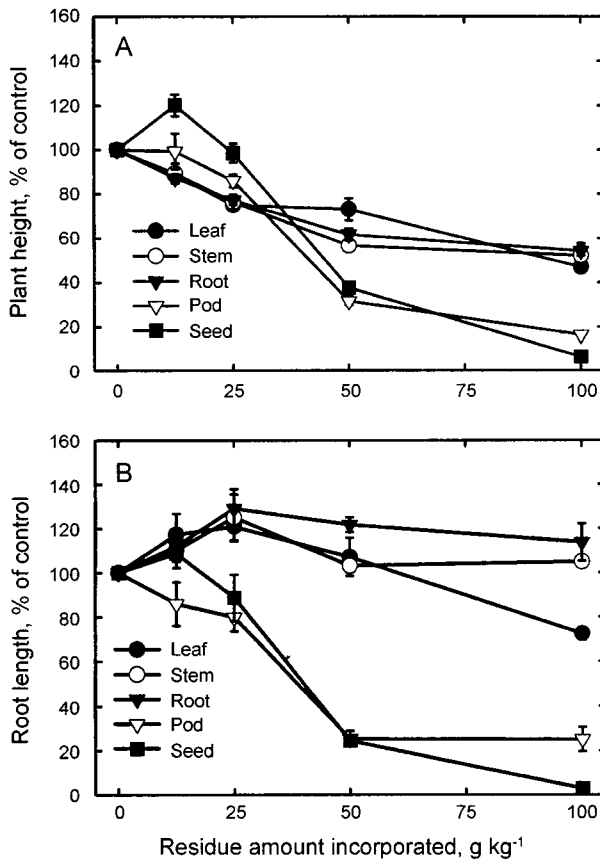 160
A
140
120
100
80
60
40
20
0
Plant height, % of control
Leaf
Stem
Root
Pod
Seed
0 25 50 75 100
160
B
140
120
100
80
60
40
20
0
Root length, % of control
Leaf
Stem
Root
Pod
Seed
0 25 50 75 100
Residue amount incorporated, g kg⁻¹